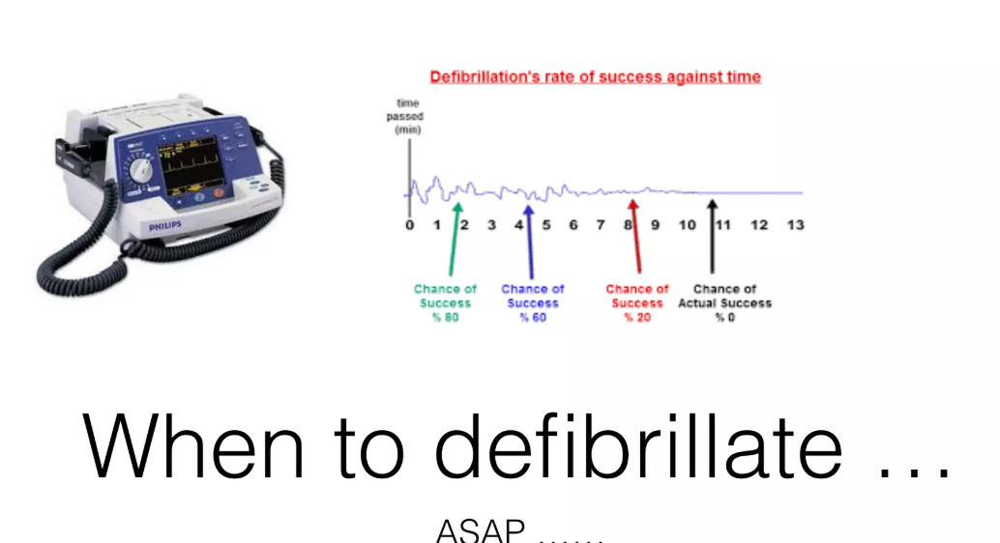 Defibrillation's rate of success against time
time
passed
(min)
0 1 2 3 4 5 6 7 8 9 10 11 12 13
Chance of
Success
% 80
Chance of
Success
% 60
Chance of
Success
% 20
Chance of
Actual Success
% 0
PHILIPS
When to defibrillate ...
ASAP ......